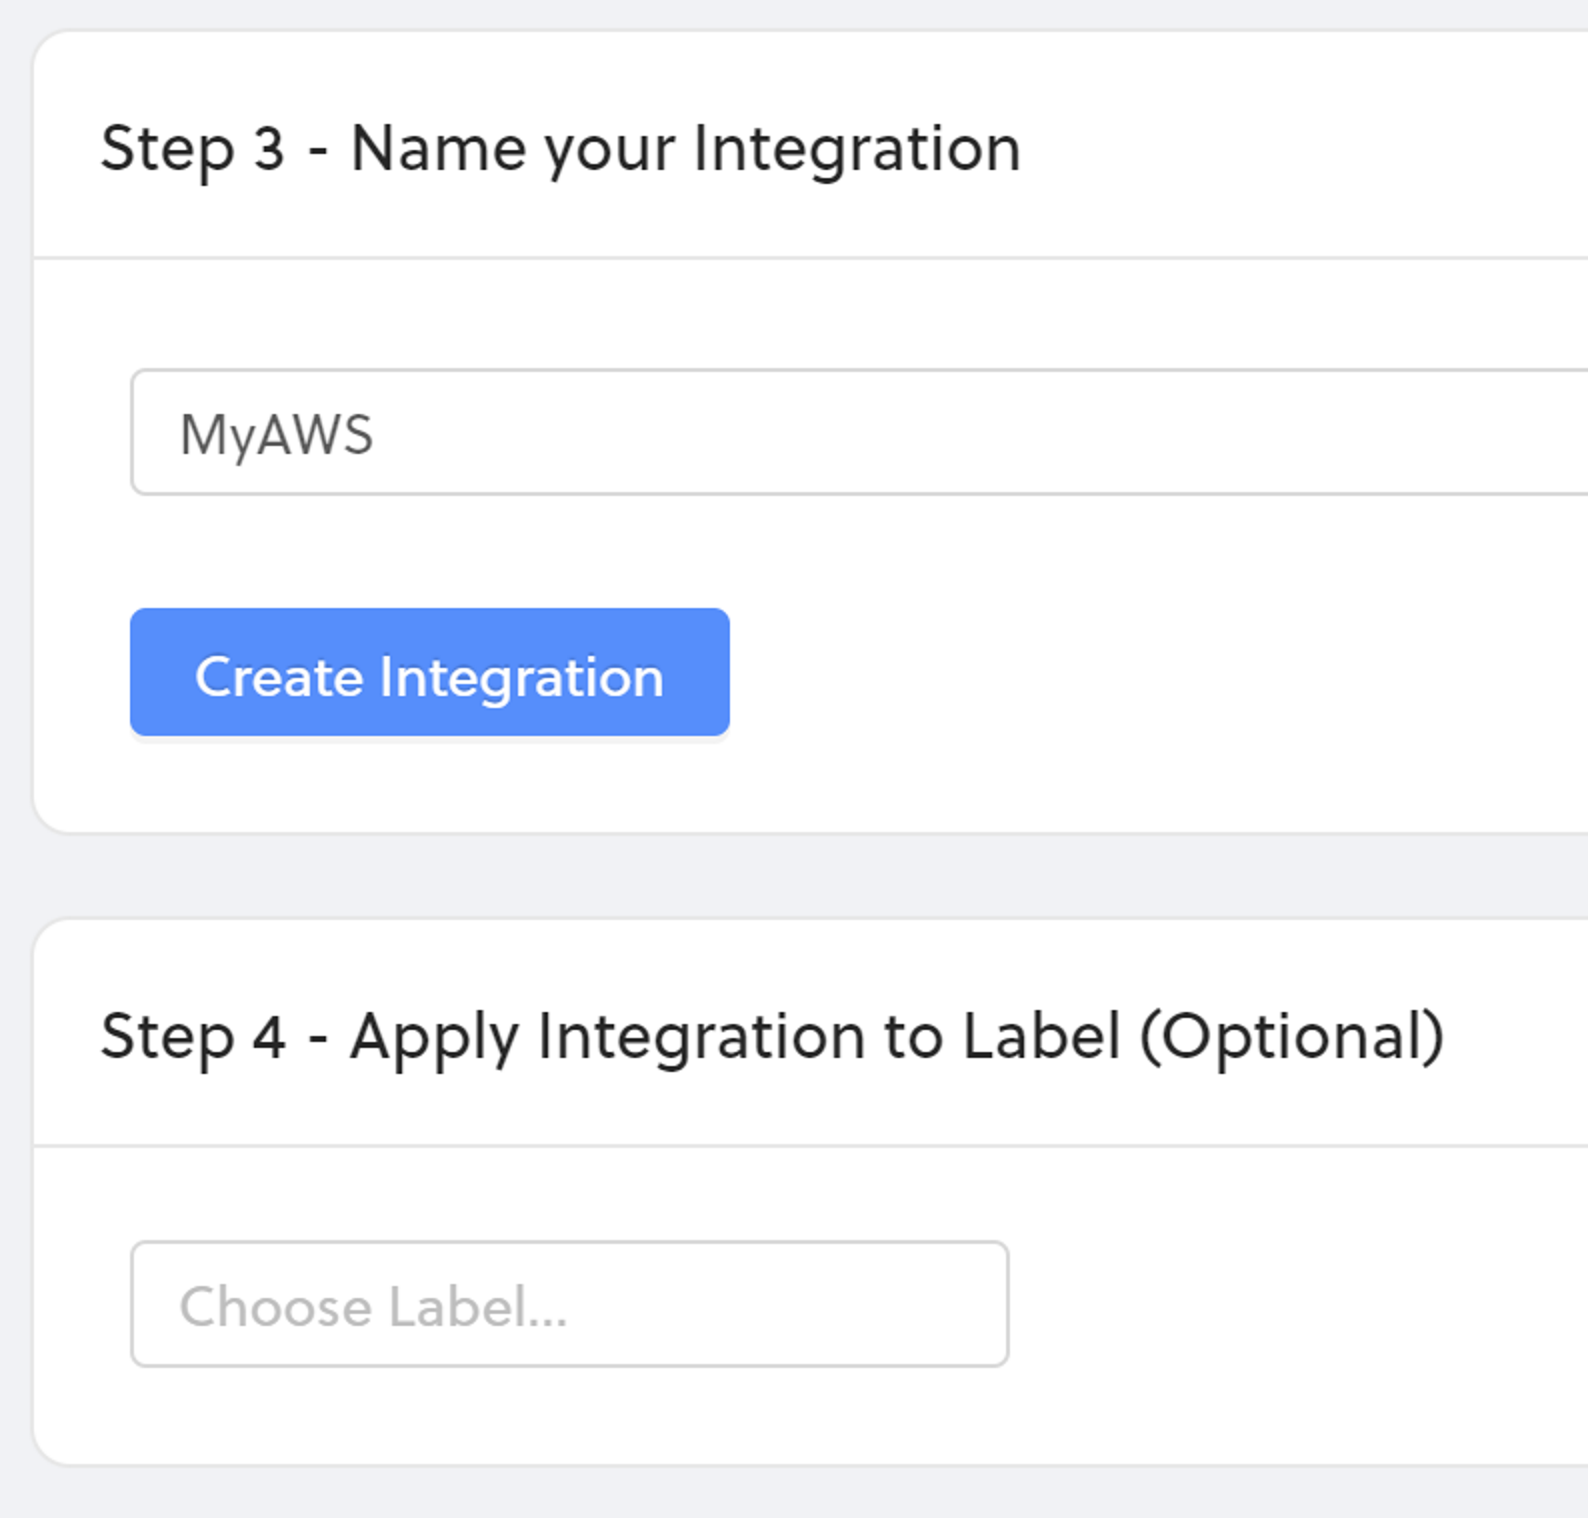 Step 3 - Name your Integration
MyAWS
Create Integration
Step 4 - Apply Integration to Label (Optional)
Choose Label...